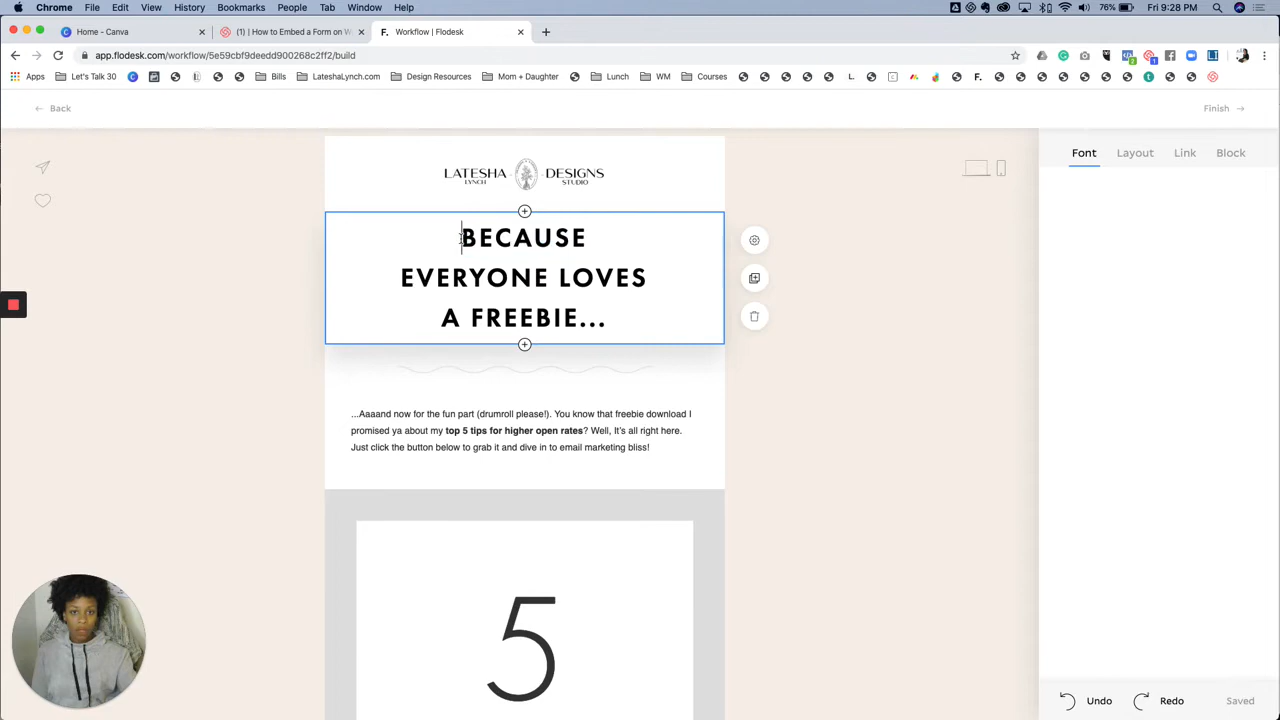 Chrome File Edit View History Bookmarks People Tab Window Help 76% Fri 9:28 PM
Home - Canva (1) | How to Embed a Form on W Workflow | Flodesk
app.flodesk.com/workflow/5e59cbf9deedd900268c2ff2/build
Apps Let's Talk 30 Bills LateshaLynch.com Design Resources Mom + Daughter Lunch WM Courses
Back
Finish
Font Layout Link Block
LATESHA DESIGNS
LYNCH STUDIO
BECAUSE
EVERYONE LOVES
A FREEBIE...
...Aaaand now for the fun part (drumroll please!). You know that freebie download I
promised ya about my top 5 tips for higher open rates? Well, It's all right here.
Just click the button below to grab it and dive in to email marketing bliss!
5
Undo Redo Saved